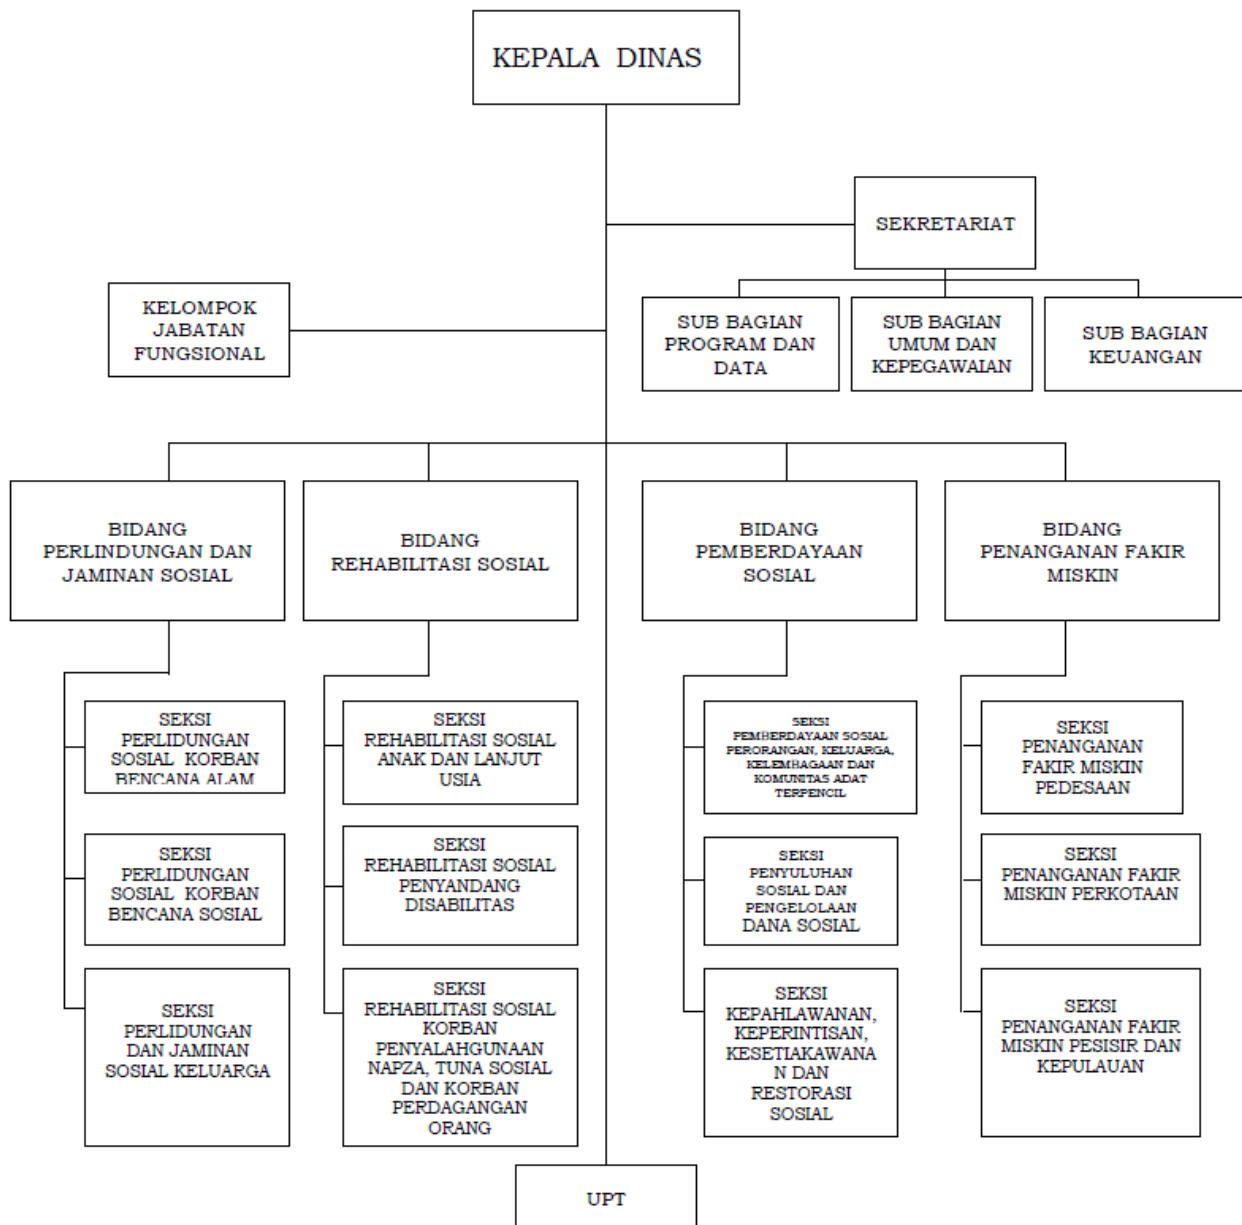 KEPALA DINAS
SEKRETARIAT
KELOMPOK
JABATAN
FUNGSIONAL
SUB BAGIAN
PROGRAM DAN
DATA
SUB BAGIAN
UMUM DAN
KEPEGAWAIAN
SUB BAGIAN
KEUANGAN
BIDANG
PERLINDUNGAN DAN
JAMINAN SOSIAL
BIDANG
REHABILITASI SOSIAL
BIDANG
PEMBERDAYAAN
SOSIAL
BIDANG
PENANGANAN FAKIR
MISKIN
SEKSI
PERLIDUNGAN
SOSIAL KORBAN
BENCANA ALAM
SEKSI
REHABILITASI SOSIAL
ANAK DAN LANJUT
USIA
SEKSI
PEMBERDAYAAN SOSIAL
PERORANGAN, KELUARGA,
KELEMBAGAAN DAN
KOMUNITAS ADAT
TERPENCIL
SEKSI
PENANGANAN
FAKIR MISKIN
PEDESAAN
SEKSI
PERLIDUNGAN
SOSIAL KORBAN
BENCANA SOSIAL
SEKSI
REHABILITASI SOSIAL
PENYANDANG
DISABILITAS
SEKSI
PENYULUHAN
SOSIAL DAN
PENGELOLAAN
DANA SOSIAL
SEKSI
PENANGANAN FAKIR
MISKIN PERKOTAAN
SEKSI
PERLIDUNGAN
DAN JAMINAN
SOSIAL KELUARGA
SEKSI
REHABILITASI SOSIAL
KORBAN
PENYALAHGUNAAN
NAPZA, TUNA SOSIAL
DAN KORBAN
PERDAGANGAN
ORANG
SEKSI
KEPAHLAWANAN,
KEPERINTISAN,
KESETIAKAWANA
N DAN
RESTORASI
SOSIAL
SEKSI
PENANGANAN FAKIR
MISKIN PESISIR DAN
KEPULAUAN
UPT